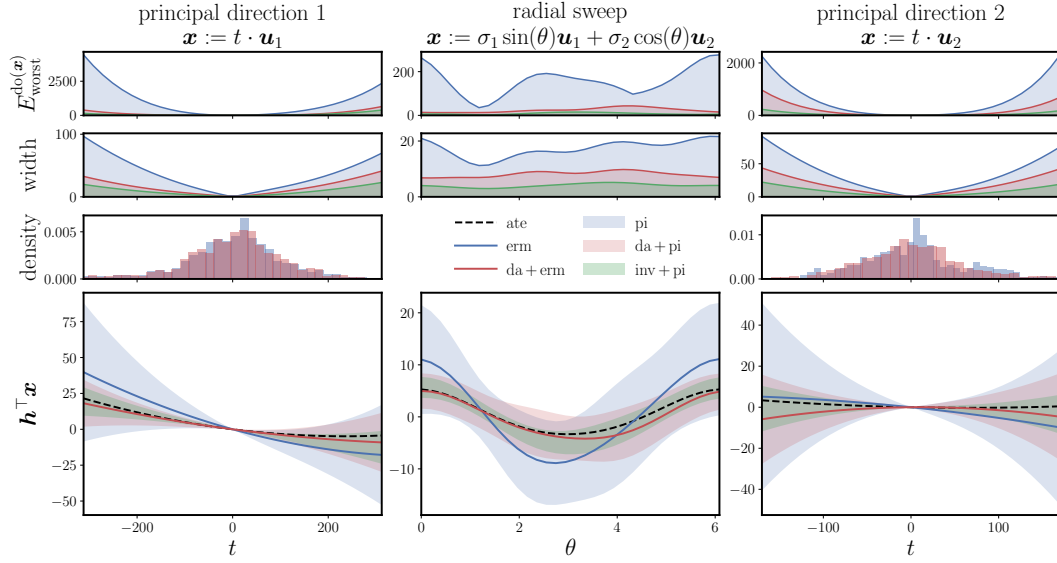 principal direction 1
x := t · u₁
radial sweep
x := σ₁ sin(θ)u₁ + σ₂ cos(θ)u₂
principal direction 2
x := t · u₂
E_worst^do(x)
2500
0
200
0
2000
1000
0
width
100
50
0
20
0
50
0
density
0.005
0.000
ate
erm
da + erm
pi
da + pi
inv + pi
0.01
0.00
h⊤x
75
50
25
0
−25
−50
20
10
0
−10
40
20
0
−20
−40
−200 0 200
0 2 4 6
−100 0 100
t
θ
t